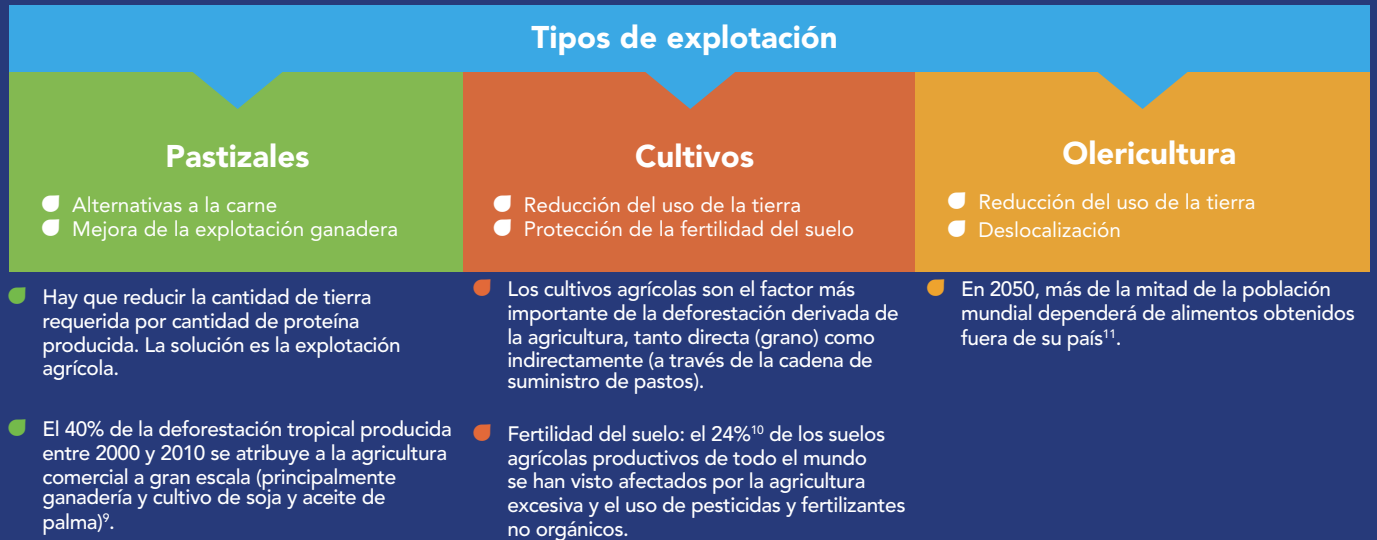 Tipos de explotación
Pastizales
Alternativas a la carne
Mejora de la explotación ganadera
Hay que reducir la cantidad de tierra
requerida por cantidad de proteína
producida. La solución es la explotación
agrícola.
El 40% de la deforestación tropical producida
entre 2000 y 2010 se atribuye a la agricultura
comercial a gran escala (principalmente
ganadería y cultivo de soja y aceite de
palma)⁹.
Cultivos
Reducción del uso de la tierra
Protección de la fertilidad del suelo
Los cultivos agrícolas son el factor más
importante de la deforestación derivada de
la agricultura, tanto directa (grano) como
indirectamente (a través de la cadena de
suministro de pastos).
Fertilidad del suelo: el 24%¹⁰ de los suelos
agrícolas productivos de todo el mundo
se han visto afectados por la agricultura
excesiva y el uso de pesticidas y fertilizantes
no orgánicos.
Olericultura
Reducción del uso de la tierra
Deslocalización
En 2050, más de la mitad de la población
mundial dependerá de alimentos obtenidos
fuera de su país¹¹.